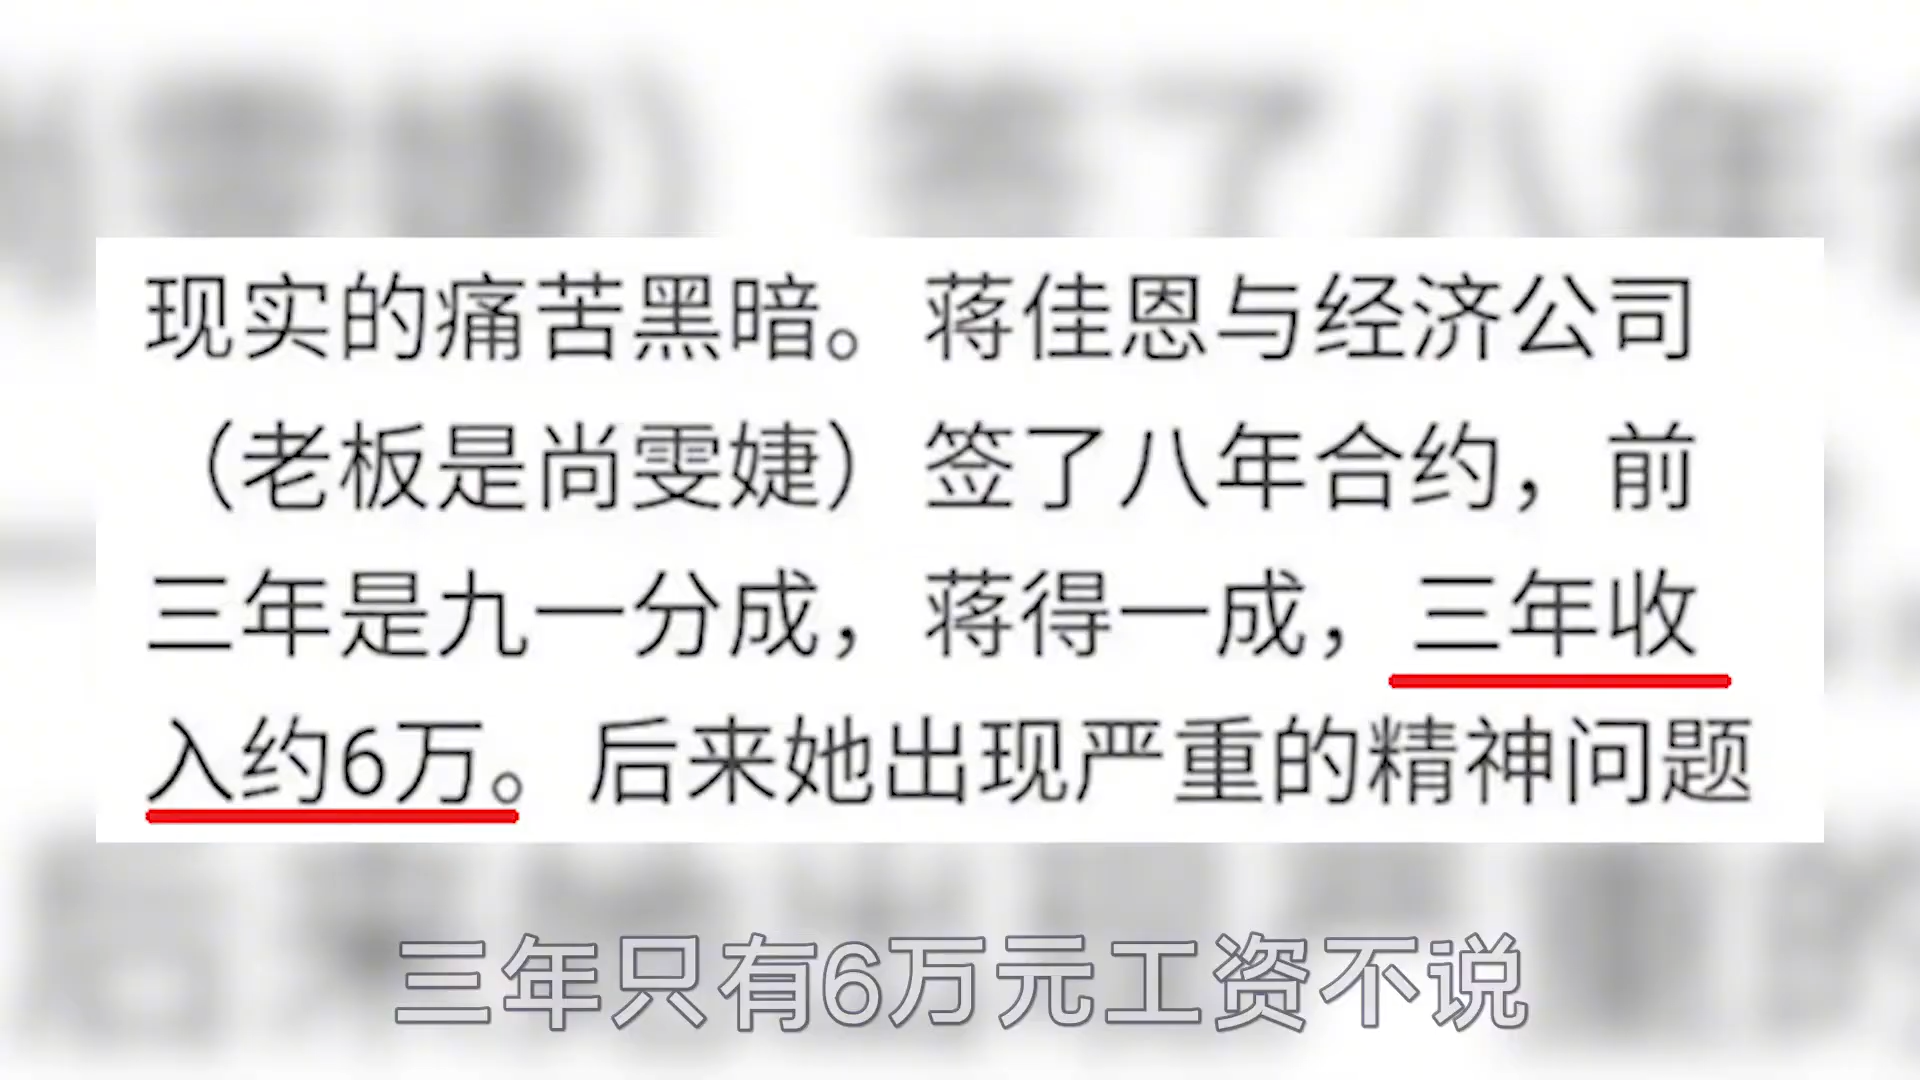 现实的痛苦黑暗。蒋佳恩与经济公司
（老板是尚雯婕）签了八年合约，前
三年是九一分成，蒋得一成，三年收
入约6万。后来她出现严重的精神问题
三年只有6万元工资不说